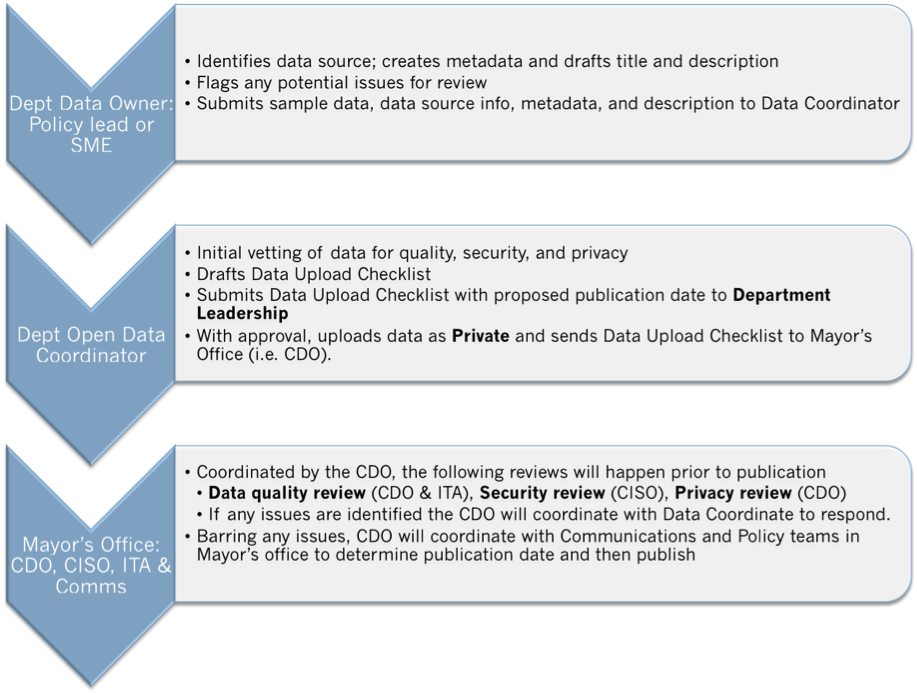 Dept Data Owner:
Policy lead or
SME
• Identifies data source; creates metadata and drafts title and description
• Flags any potential issues for review
• Submits sample data, data source info, metadata, and description to Data Coordinator
Dept Open Data
Coordinator
• Initial vetting of data for quality, security, and privacy
• Drafts Data Upload Checklist
• Submits Data Upload Checklist with proposed publication date to Department
Leadership
• With approval, uploads data as Private and sends Data Upload Checklist to Mayor's
Office (i.e. CDO).
Mayor's Office:
CDO, CISO, ITA &
Comms
• Coordinated by the CDO, the following reviews will happen prior to publication
• Data quality review (CDO & ITA), Security review (CISO), Privacy review (CDO)
• If any issues are identified the CDO will coordinate with Data Coordinate to respond.
• Barring any issues, CDO will coordinate with Communications and Policy teams in
Mayor's office to determine publication date and then publish